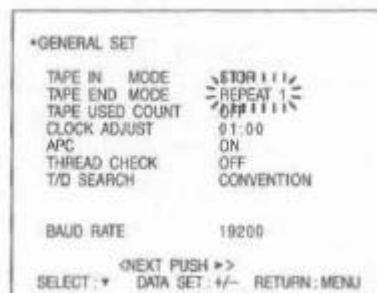 *GENERAL SET
TAPE IN MODE STOP
TAPE END MODE REPEAT 1
TAPE USED COUNT OFF
CLOCK ADJUST 01:00
APC ON
THREAD CHECK OFF
T/D SEARCH CONVENTION
BAUD RATE 19200
<NEXT PUSH ►>
SELECT : ▼ DATA SET : +/− RETURN : MENU